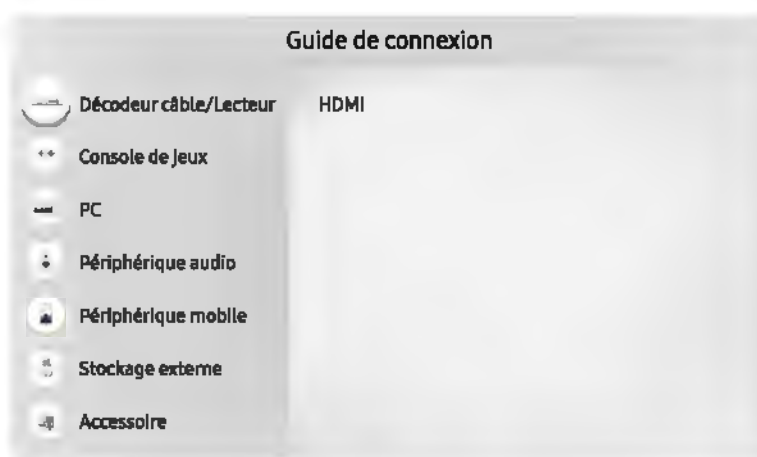 Guide de connexion
Décodeur câble/Lecteur
HDMI
Console de jeux
PC
Périphérique audio
Périphérique mobile
Stockage externe
Accessoire